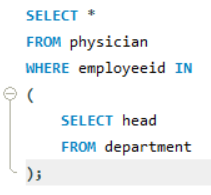 SELECT *
FROM physician
WHERE employeeid IN
(
SELECT head
FROM department
);